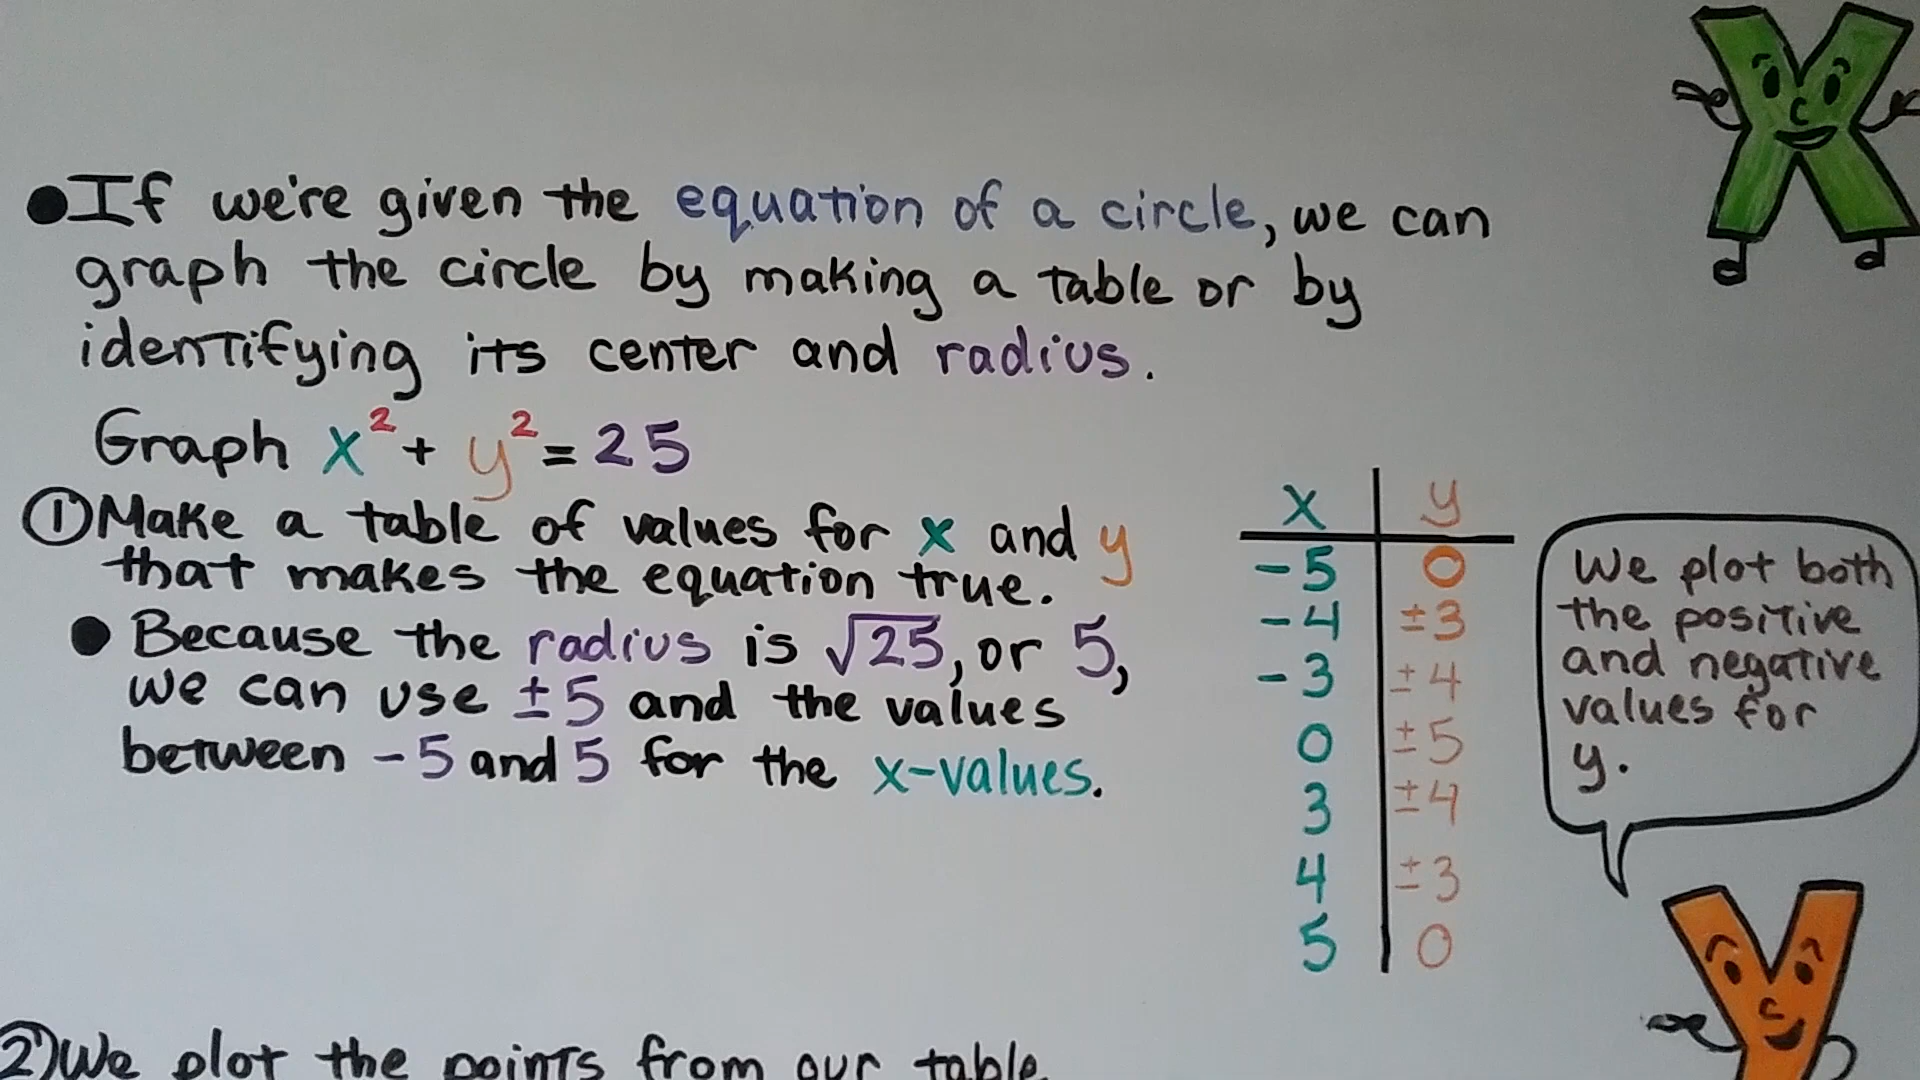 ●If we're given the equation of a circle, we can
graph the circle by making a table or by
identifying its center and radius.
Graph x² + y² = 25
①Make a table of values for x and y
that makes the equation true.
● Because the radius is √25, or 5,
we can use ±5 and the values
between -5 and 5 for the x-values.
x y
-5 0
-4 ±3
-3 ±4
0 ±5
3 ±4
4 ±3
5 0
We plot both
the positive
and negative
values for
y.
②We plot the points from our table